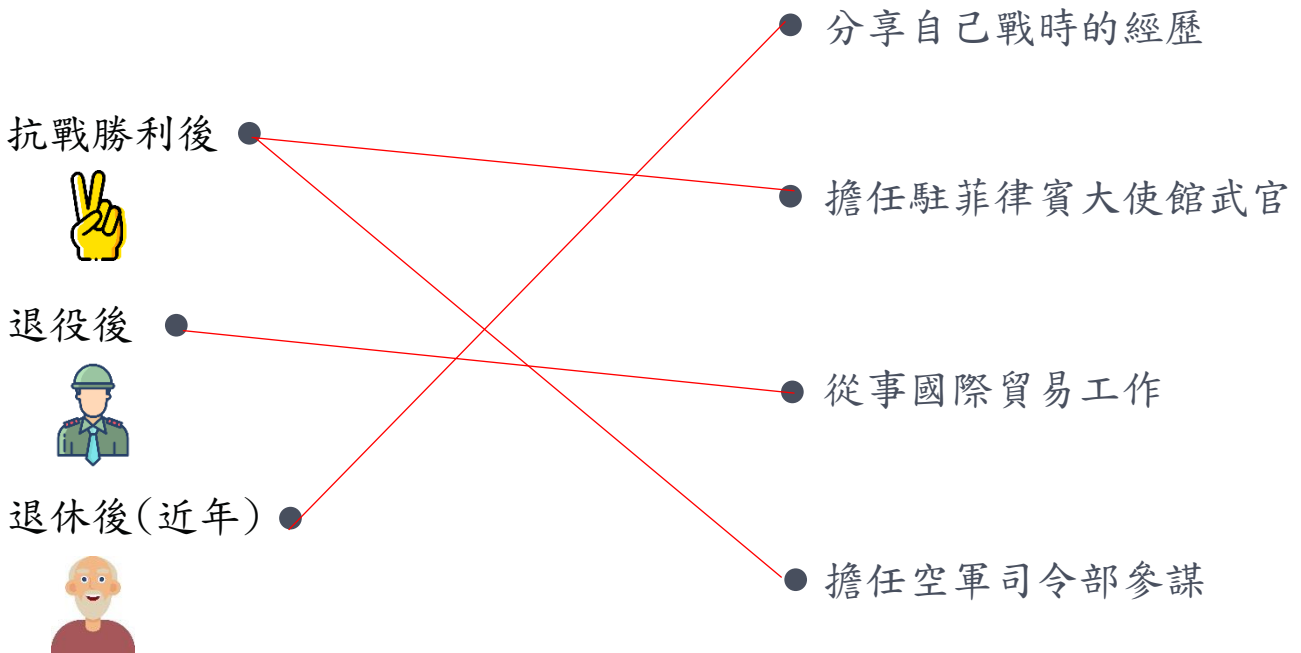 分享自己戰時的經歷
抗戰勝利後
擔任駐菲律賓大使館武官
退役後
從事國際貿易工作
退休後(近年)
擔任空軍司令部參謀